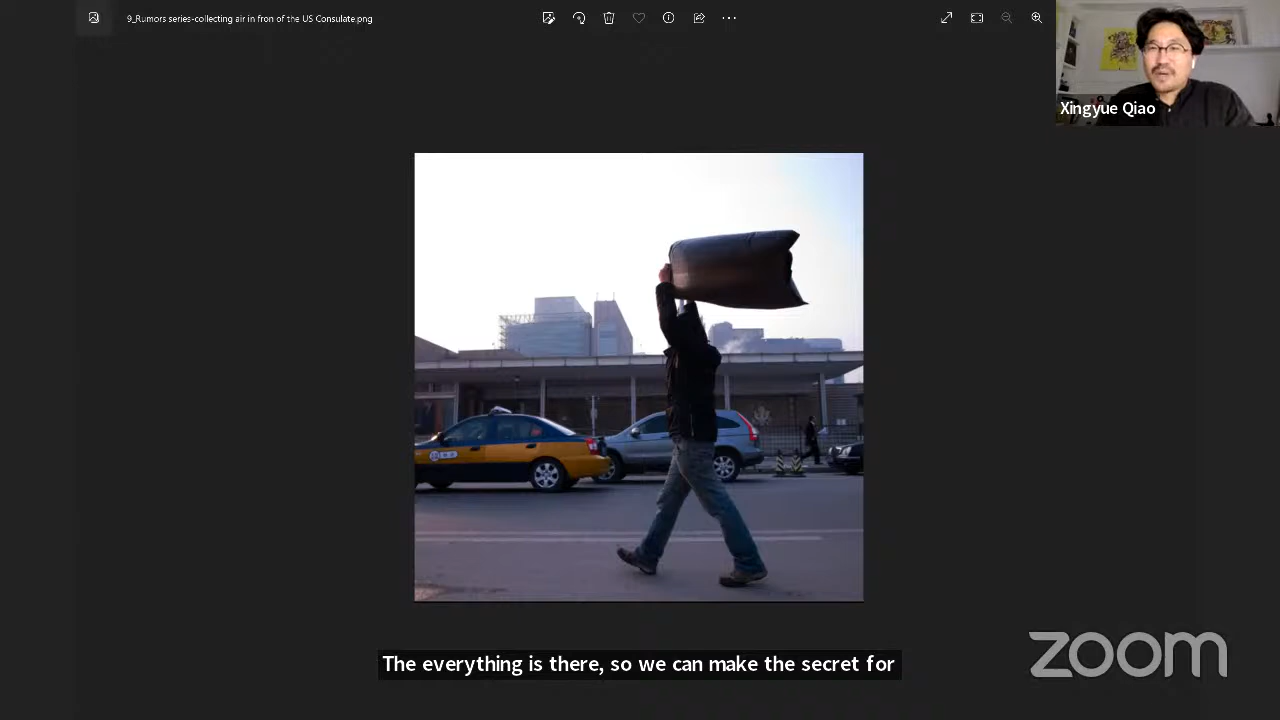 9_Rumors series-collecting air in fron of the US Consulate.png
Xingyue Qiao
The everything is there, so we can make the secret for
zoom